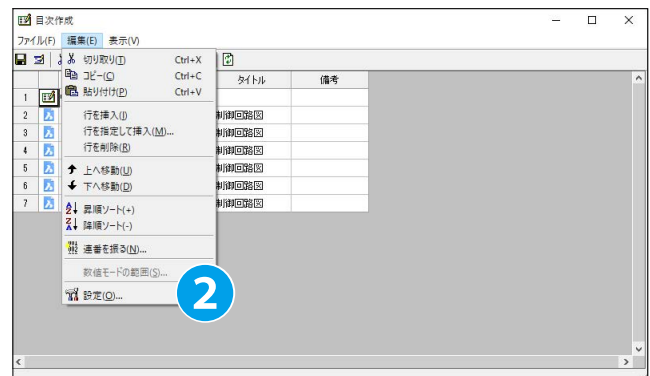 目次作成
ファイル(F) 編集(E) 表示(V)
切り取り(T) Ctrl+X
コピー(C) Ctrl+C
貼り付け(P) Ctrl+V
行を挿入(I)
行を指定して挿入(M)...
行を削除(R)
上へ移動(U)
下へ移動(D)
昇順ソート(+)
降順ソート(-)
連番を振る(N)...
数値モードの範囲(S)...
設定(O)...
2
タイトル 備考
1
2 制御回路図
3 制御回路図
4 制御回路図
5 制御回路図
6 制御回路図
7 制御回路図